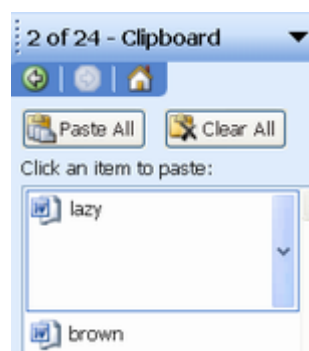 2 of 24 - Clipboard
Paste All Clear All
Click an item to paste:
lazy
brown